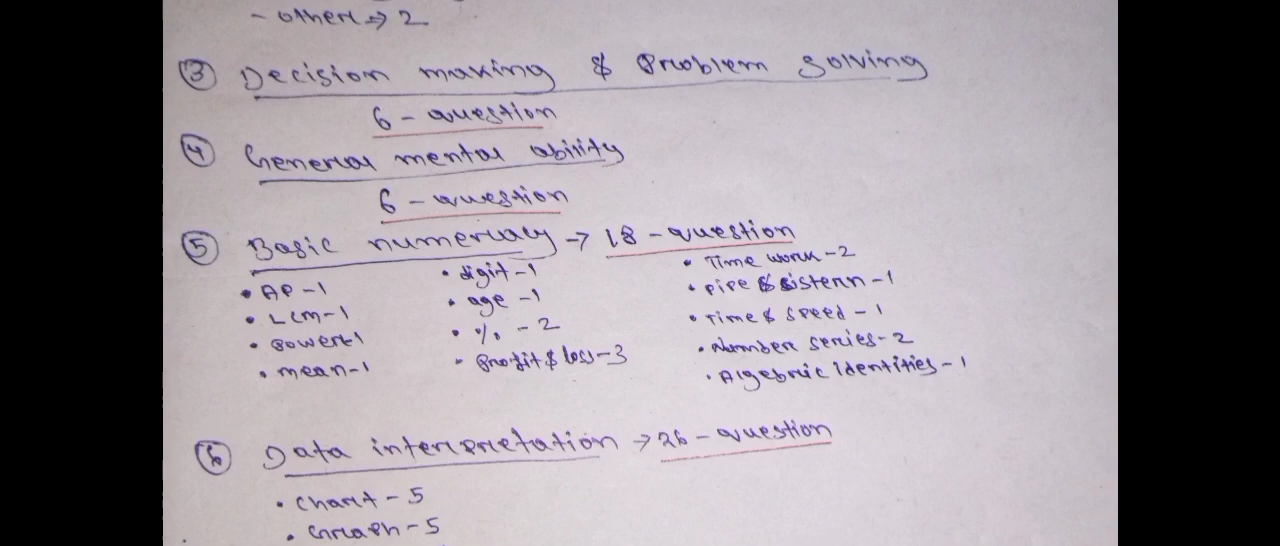 - other => 2
③ Decision making & Problem solving
6 - question
④ General mental ability
6 - question
⑤ Basic numeracy → 18 - question
• AP - 1
• LCM - 1
• Power - 1
• mean - 1
• digit - 1
• age - 1
• % - 2
• Profit & loss - 3
• Time work - 2
• Pipe & sistern - 1
• Time & speed - 1
• Number series - 2
• Algebric identities - 1
⑥ Data interpretation → 26 - question
• Chart - 5
• Graph - 5